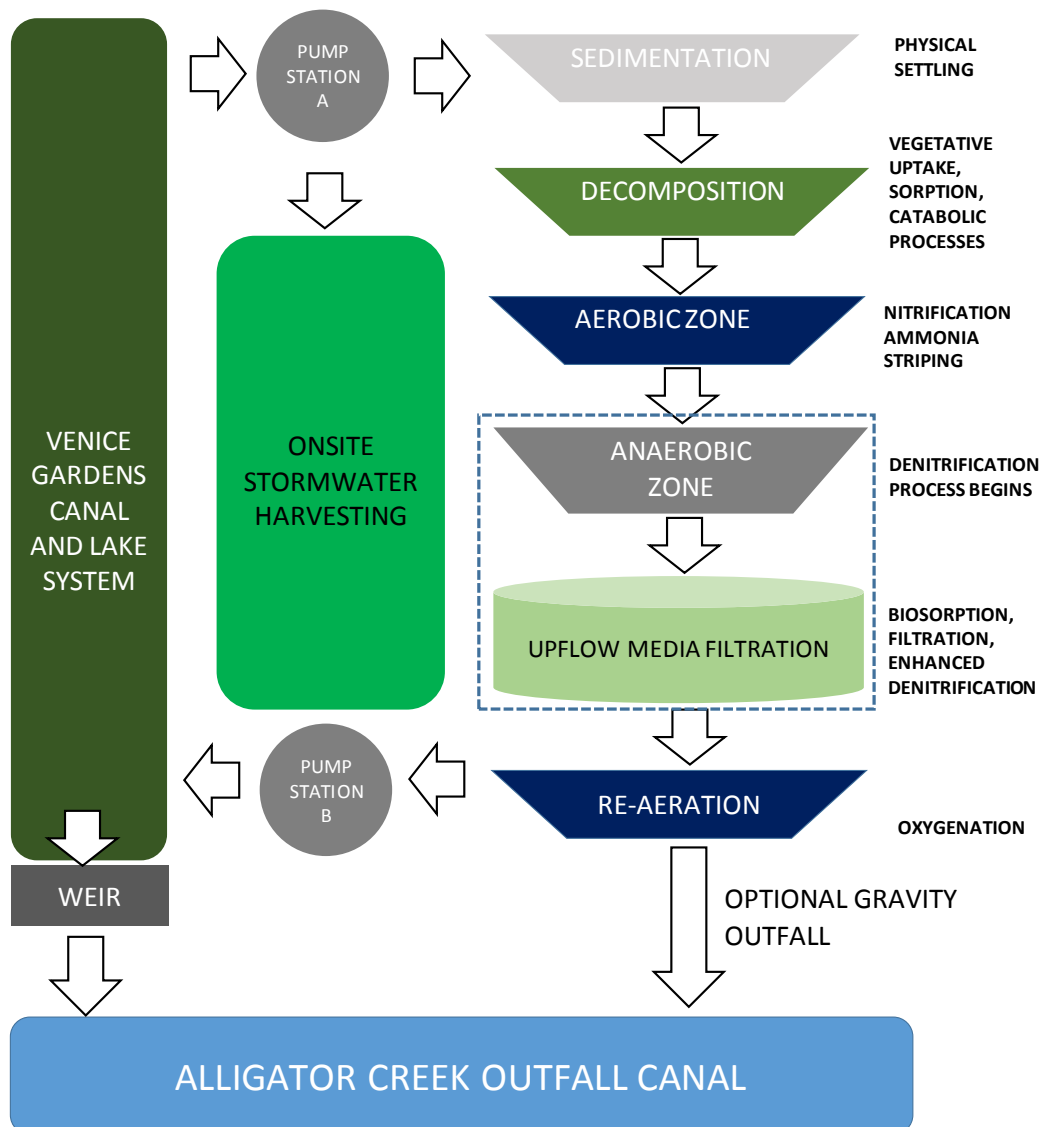 PUMP
STATION
A
SEDIMENTATION
PHYSICAL
SETTLING
DECOMPOSITION
VEGETATIVE
UPTAKE,
SORPTION,
CATABOLIC
PROCESSES
AEROBIC ZONE
NITRIFICATION
AMMONIA
STRIPING
VENICE
GARDENS
CANAL
AND LAKE
SYSTEM
ONSITE
STORMWATER
HARVESTING
ANAEROBIC
ZONE
DENITRIFICATION
PROCESS BEGINS
UPFLOW MEDIA FILTRATION
BIOSORPTION,
FILTRATION,
ENHANCED
DENITRIFICATION
PUMP
STATION
B
RE-AERATION
OXYGENATION
WEIR
OPTIONAL GRAVITY
OUTFALL
ALLIGATOR CREEK OUTFALL CANAL